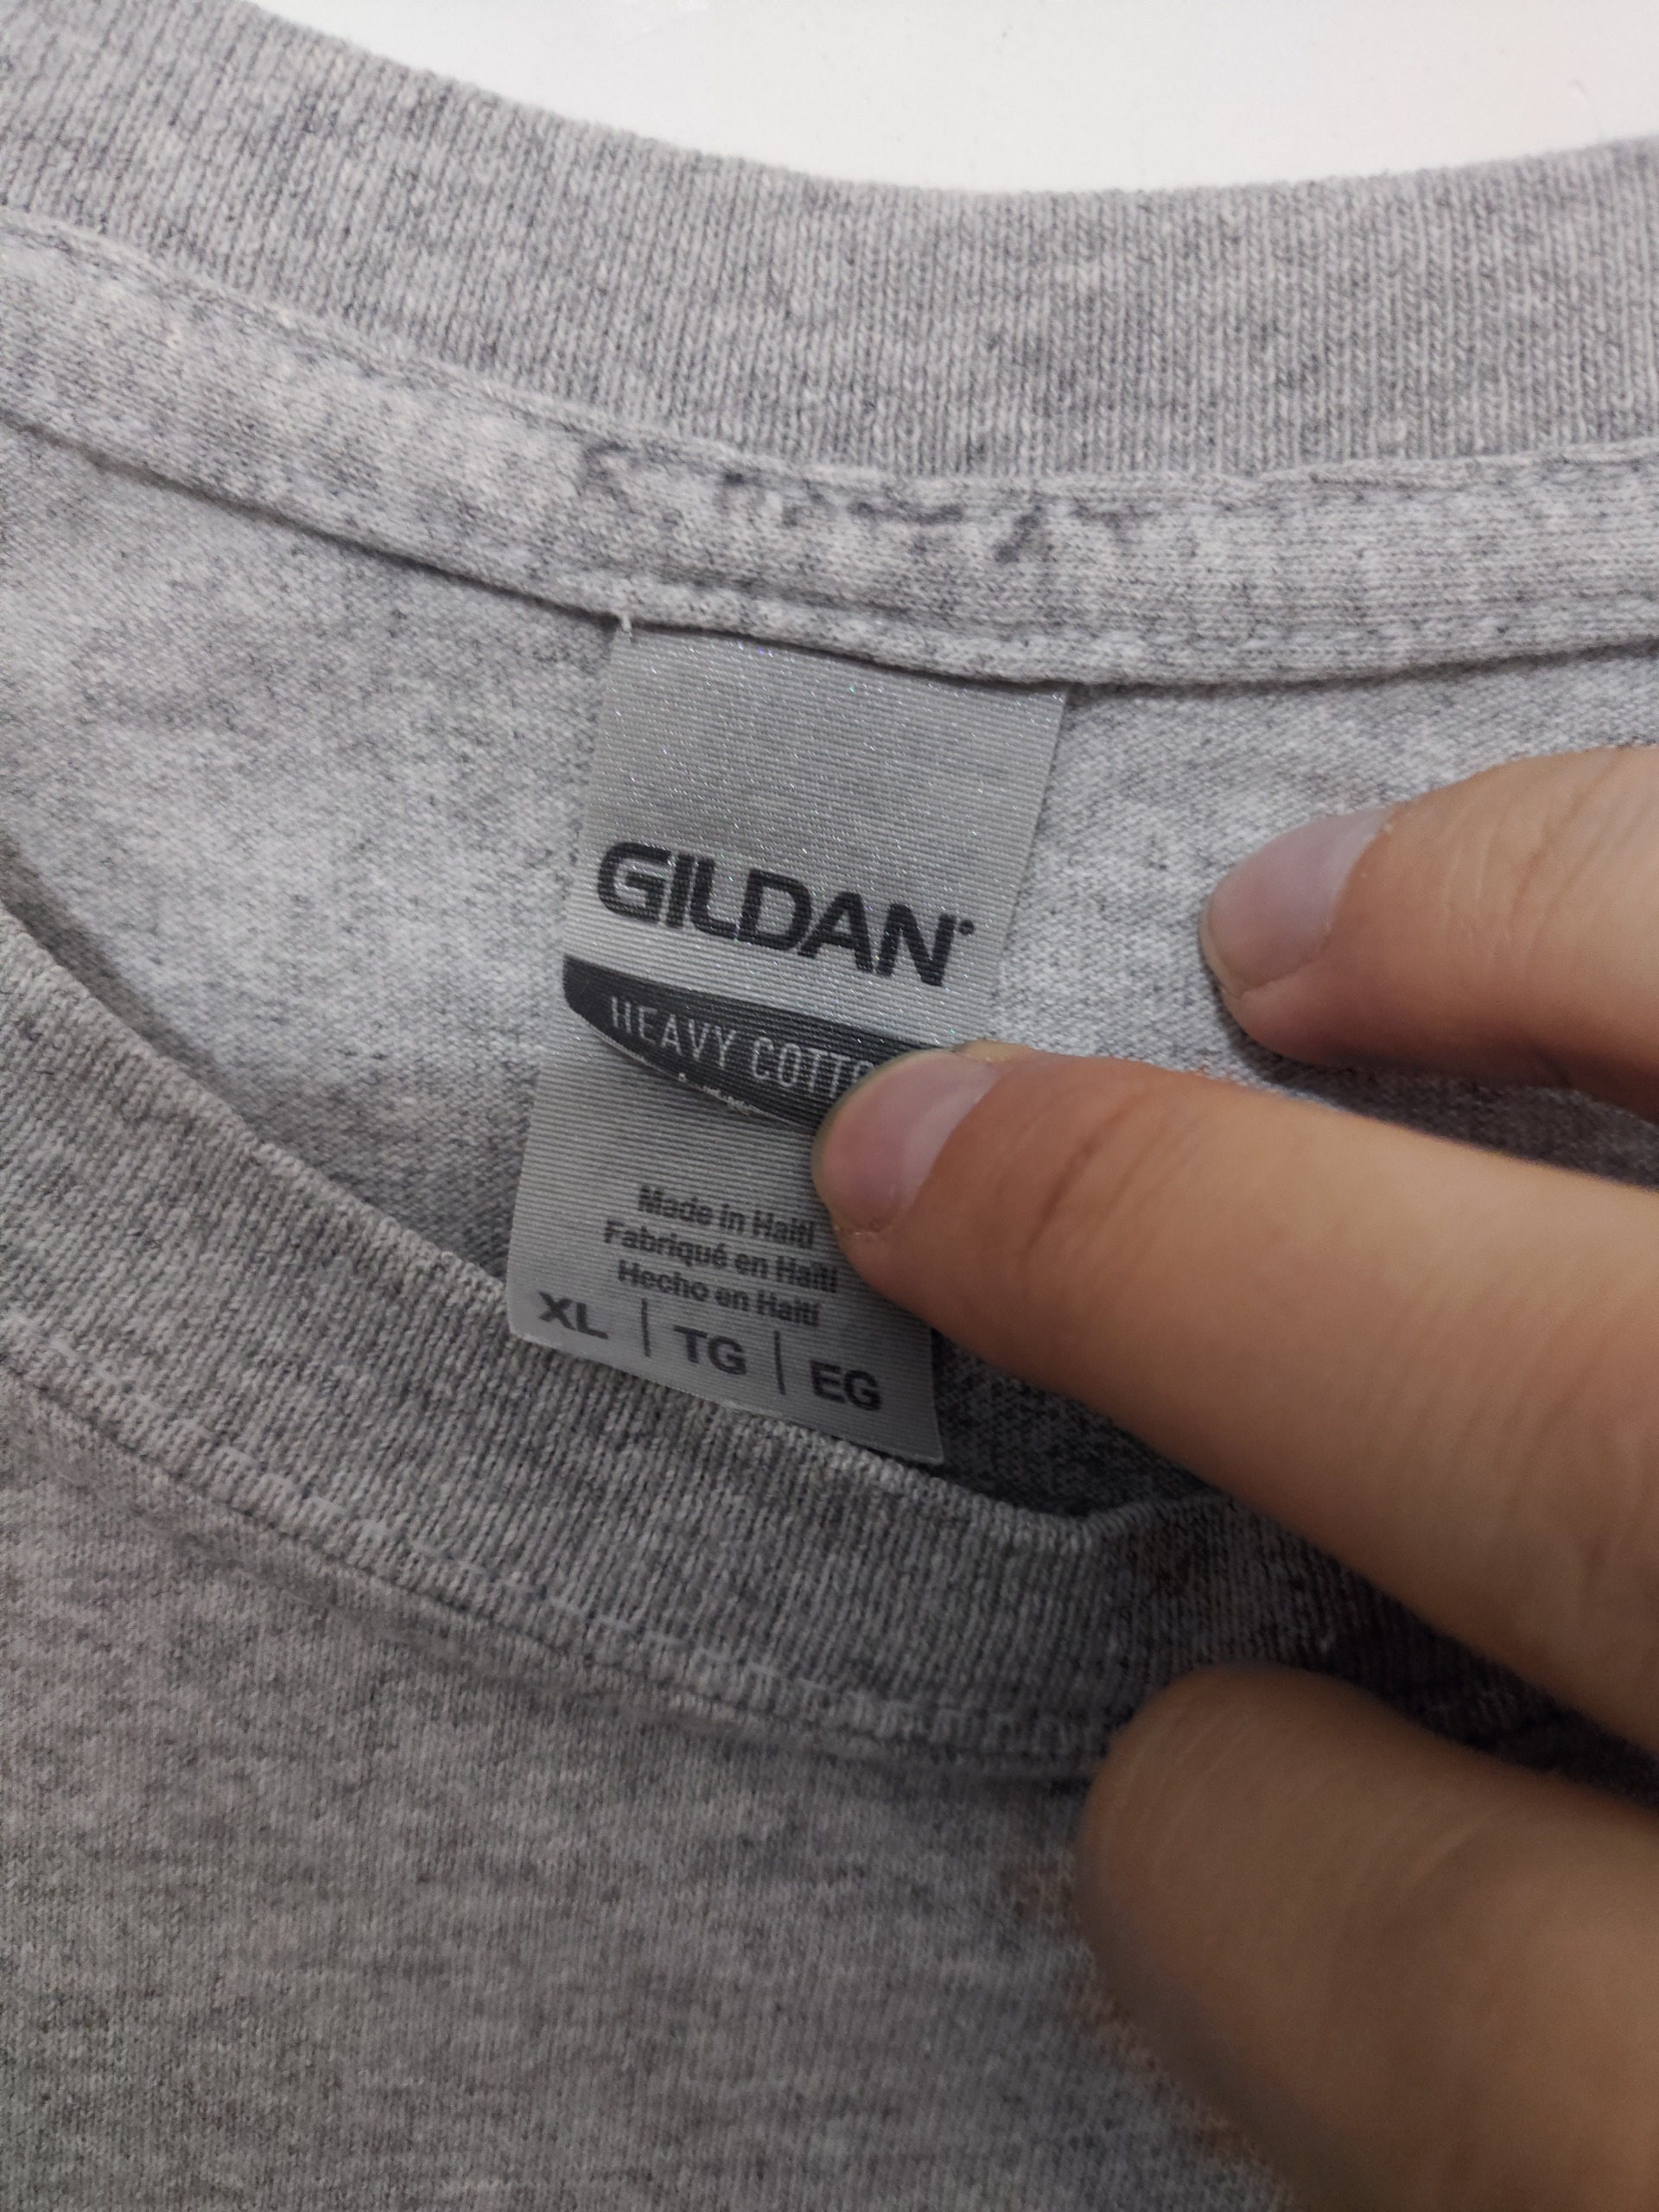 GILDAN
HEAVY COTTO
Made in Haiti
Fabriqué en Haïti
Hecho en Haití
XL | TG | EG